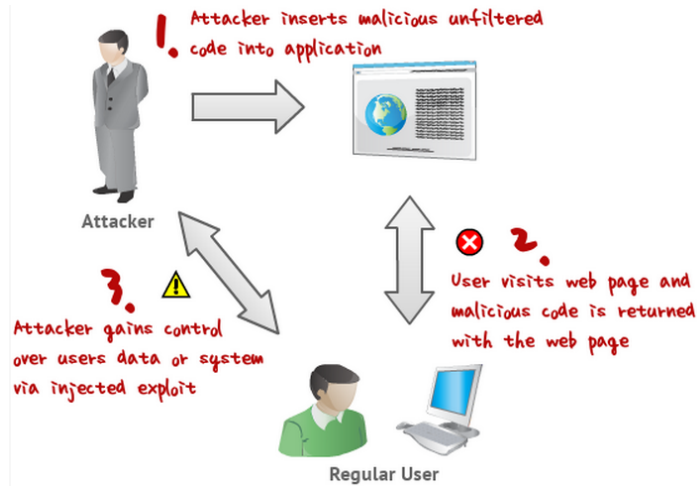 1.
Attacker inserts malicious unfiltered
code into application
Attacker
2.
User visits web page and
malicious code is returned
with the web page
3.
Attacker gains control
over users data or system
via injected exploit
Regular User